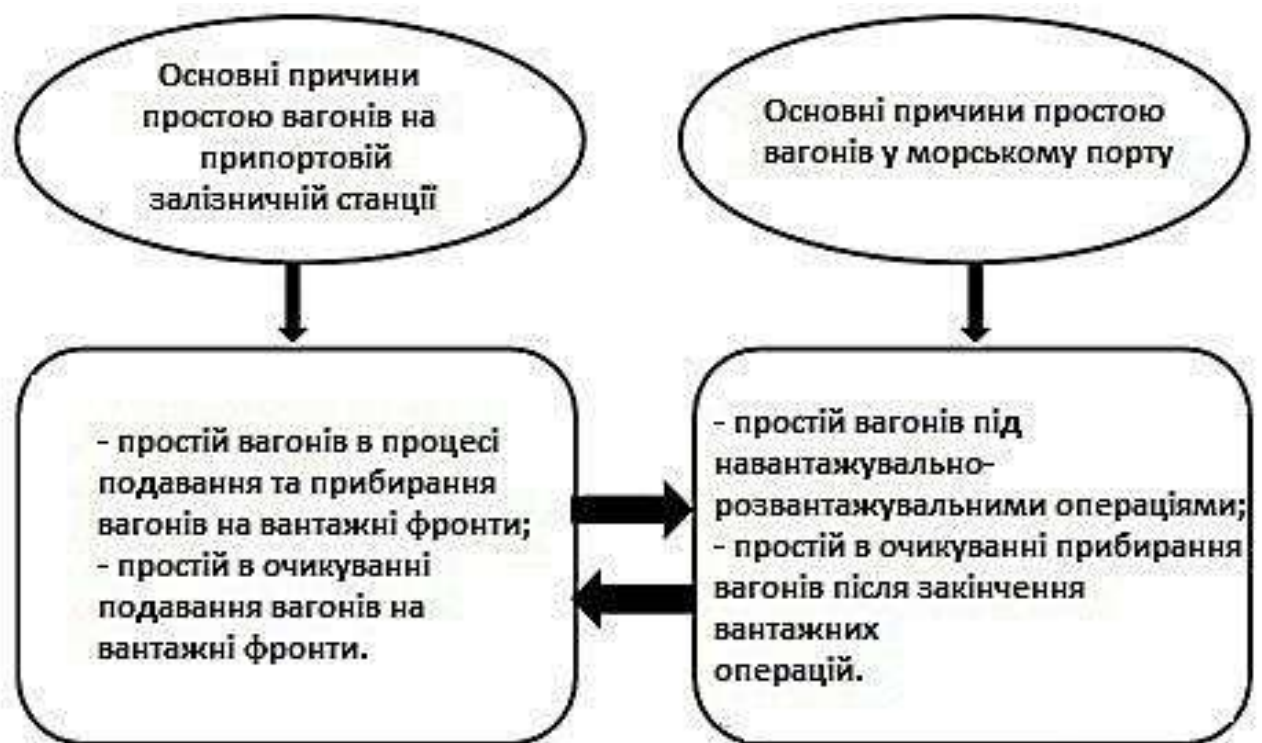 Основні причини
простою вагонів на
припортовій
залізничній станції
Основні причини простою
вагонів у морському порту
- простій вагонів в процесі
подавання та прибирання
вагонів на вантажні фронти;
- простій в очикуванні
подавання вагонів на
вантажні фронти.
- простій вагонів під
навантажувально-
розвантажувальними операціями;
- простій в очикуванні прибирання
вагонів після закінчення
вантажних
операцій.